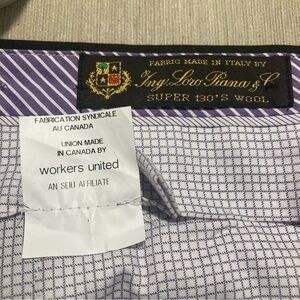 FABRIC MADE IN ITALY BY
Ing. Loro Piana & C.
SUPER 130'S WOOL
FABRICATION SYNDICALE
AU CANADA
UNION MADE
IN CANADA BY
workers united
AN SEIU AFFILIATE